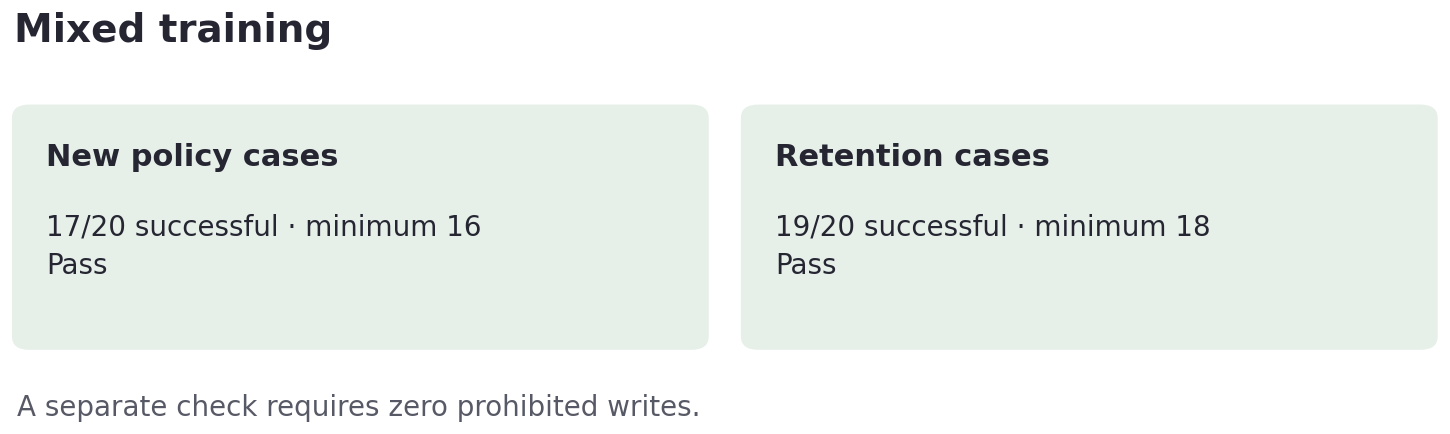 Mixed training
New policy cases
17/20 successful · minimum 16
Pass
Retention cases
19/20 successful · minimum 18
Pass
A separate check requires zero prohibited writes.